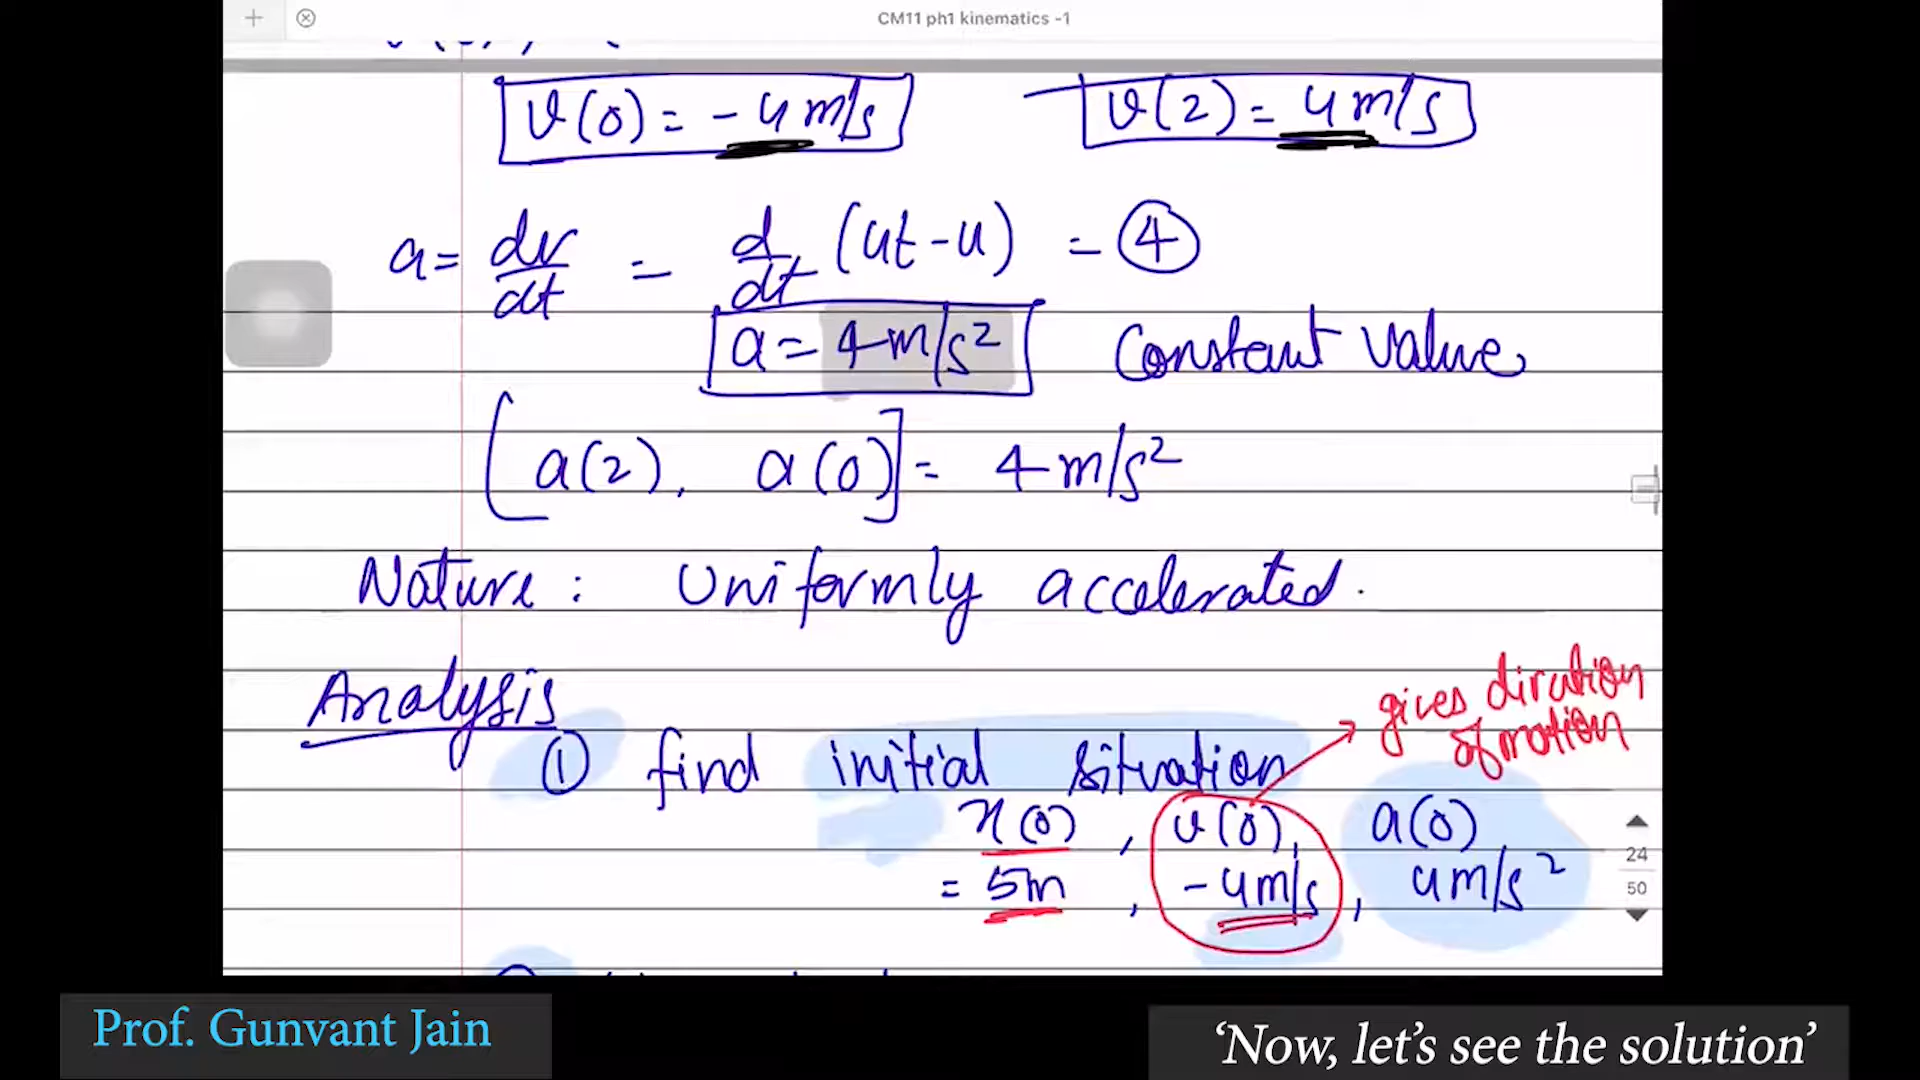 CM11 ph1 kinematics -1
v(0) = -4 m/s    v(2) = 4 m/s
a = dv/dt = d/dt (4t - 4) = 4
a = 4 m/s² Constant Value
[a(2), a(0)] = 4 m/s²
Nature : Uniformly accelerated.
gives diration
of motion
Analysis
① find initial situation
x(0), v(0), a(0)
= 5m, -4m/s, 4m/s²
24
50
Prof. Gunvant Jain
‘Now, let’s see the solution’